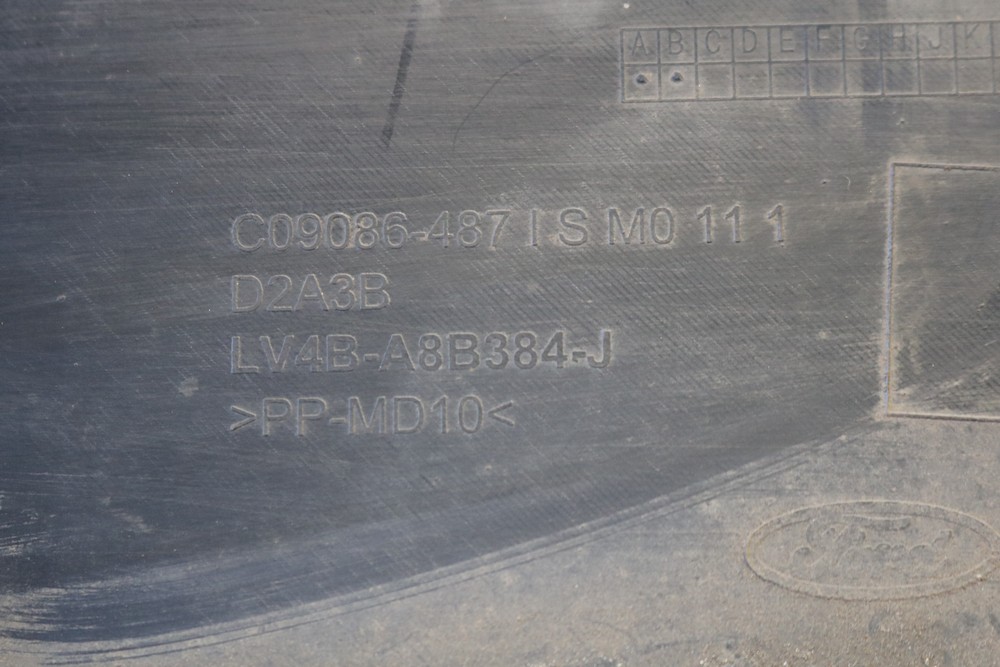 A B C D E F G H J K
C09086-487 I S M0 11 1
D2A3B
LV4B-A8B384-J
>PP-MD10<
Ford